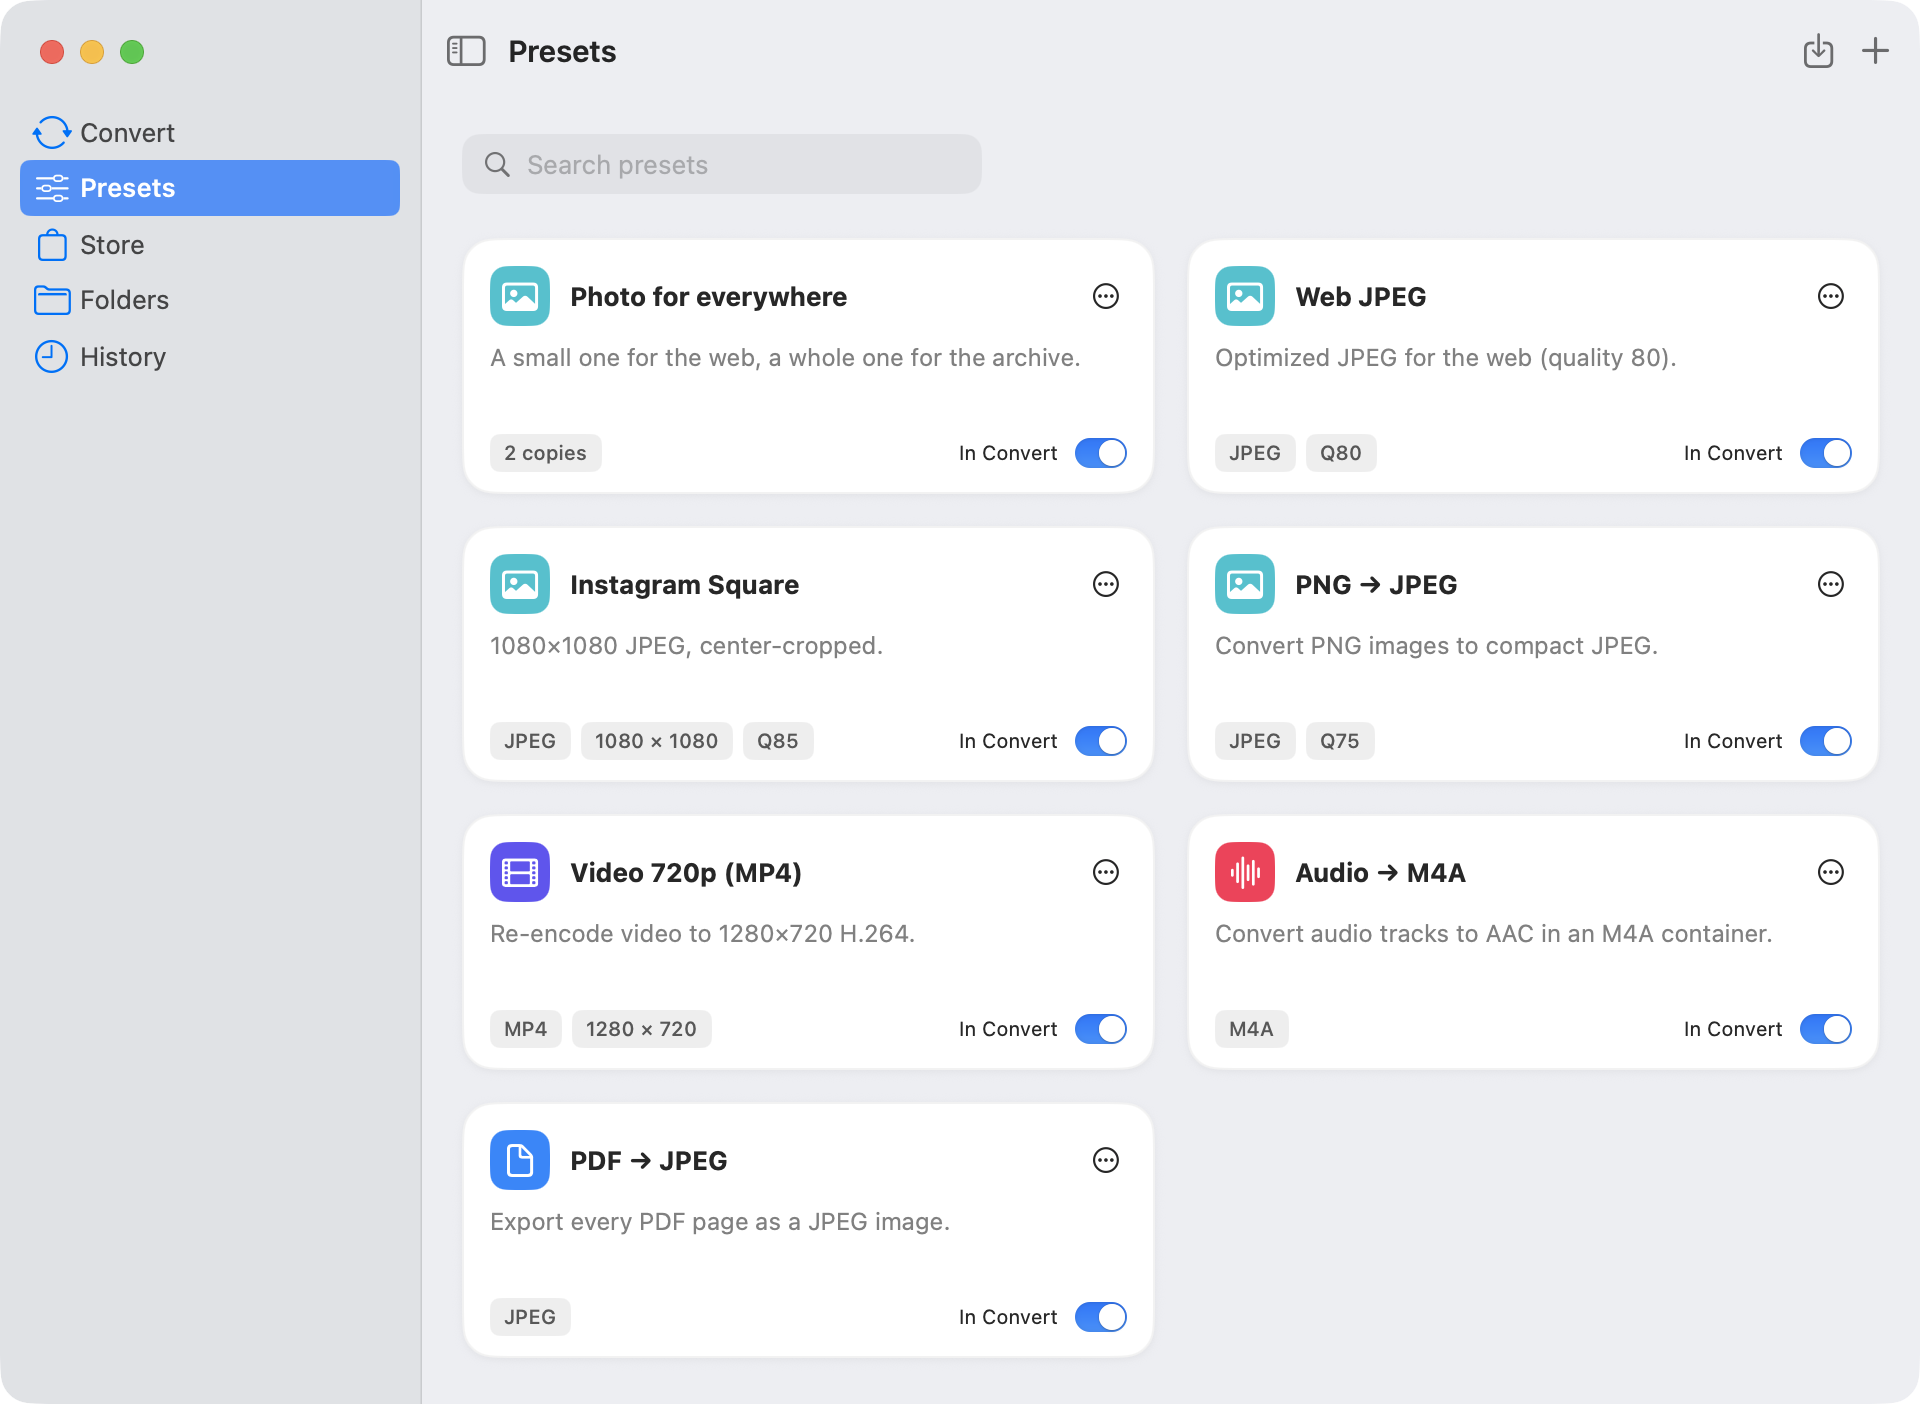 Presets
Convert
Presets
Store
Folders
History
Search presets
Photo for everywhere
A small one for the web, a whole one for the archive.
2 copies
In Convert
Web JPEG
Optimized JPEG for the web (quality 80).
JPEG
Q80
In Convert
Instagram Square
1080×1080 JPEG, center-cropped.
JPEG
1080 × 1080
Q85
In Convert
PNG → JPEG
Convert PNG images to compact JPEG.
JPEG
Q75
In Convert
Video 720p (MP4)
Re-encode video to 1280×720 H.264.
MP4
1280 × 720
In Convert
Audio → M4A
Convert audio tracks to AAC in an M4A container.
M4A
In Convert
PDF → JPEG
Export every PDF page as a JPEG image.
JPEG
In Convert